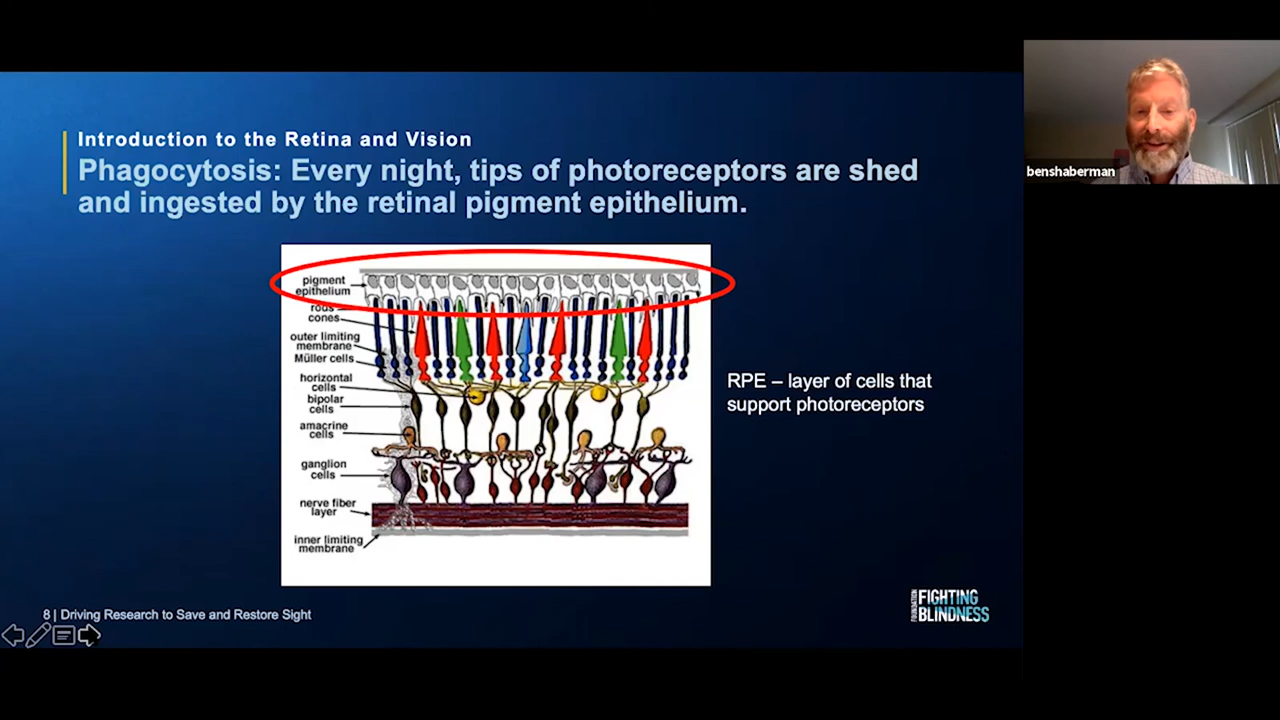 Introduction to the Retina and Vision
Phagocytosis: Every night, tips of photoreceptors are shed
and ingested by the retinal pigment epithelium.
pigment
epithelium
rods
cones
outer limiting
membrane
Müller cells
horizontal
cells
bipolar
cells
amacrine
cells
ganglion
cells
nerve fiber
layer
inner limiting
membrane
RPE – layer of cells that
support photoreceptors
8 | Driving Research to Save and Restore Sight
FOUNDATION
FIGHTING
BLINDNESS
benshaberman